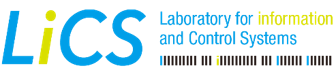 LiCS
Laboratory for information
and Control Systems